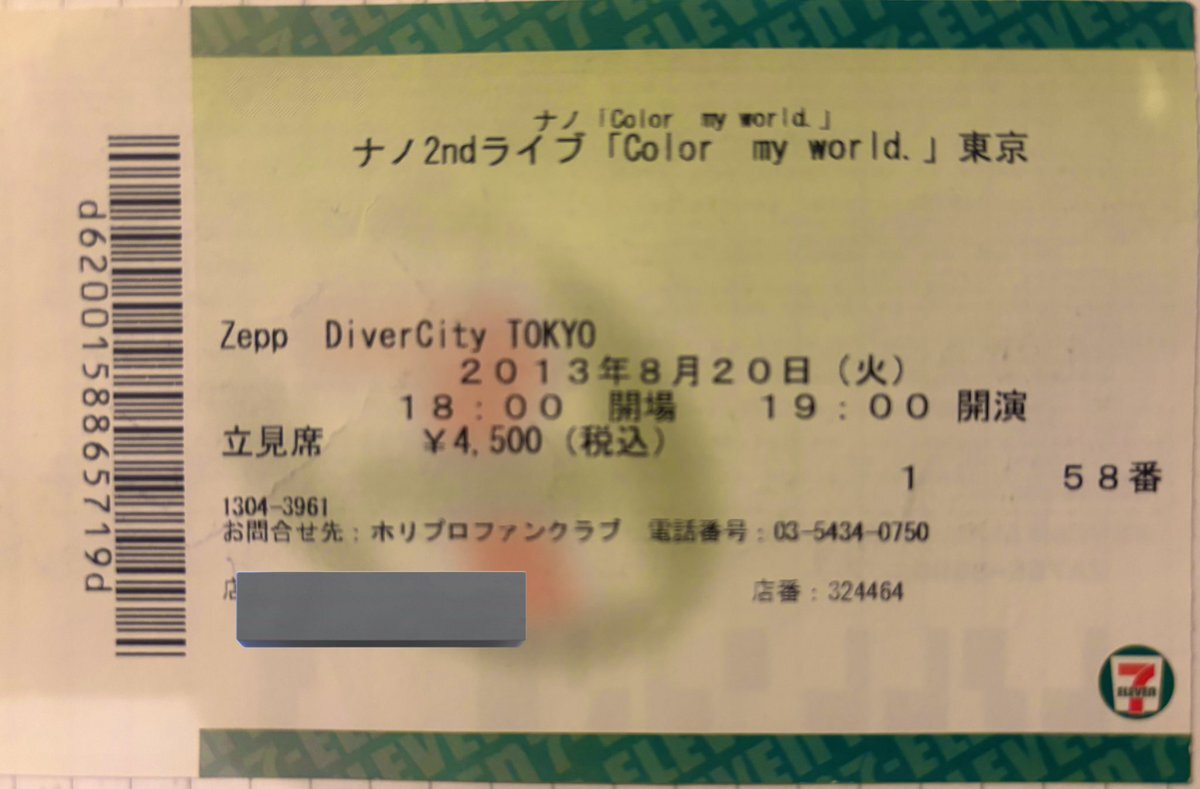 ナノ「Color my world.」
ナノ2ndライブ「Color my world.」東京
Zepp DiverCity TOKYO
2013年8月20日（火）
18：00 開場 19：00 開演
立見席 ￥4,500（税込）
1 58番
1304-3961
お問合せ先：ホリプロファンクラブ 電話番号：03-5434-0750
店番：324464
7 ELEVEN
d62001588657 19d